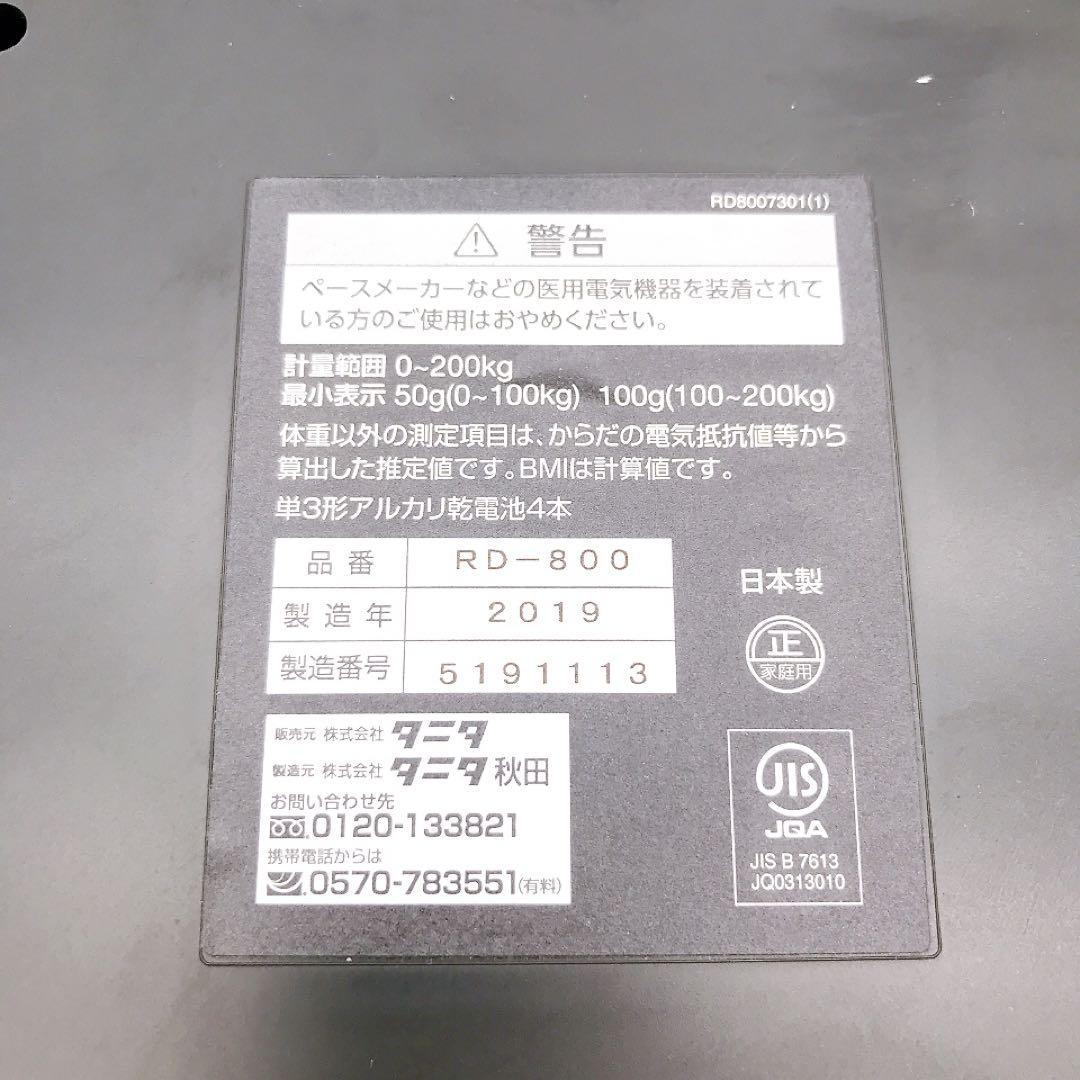 RD8007301(1)
警告
ペースメーカーなどの医用電気機器を装着されて
いる方のご使用はおやめください。
計量範囲 0~200kg
最小表示 50g(0~100kg) 100g(100~200kg)
体重以外の測定項目は、からだの電気抵抗値等から
算出した推定値です。BMIは計算値です。
単3形アルカリ乾電池4本
品番 RD-800
製造年 2019
製造番号 5191113
日本製
正
家庭用
販売元 株式会社 タニタ
製造元 株式会社 タニタ 秋田
お問い合わせ先
0120-133821
携帯電話からは
0570-783551(有料)
JIS
JQA
JIS B 7613
JQ0313010